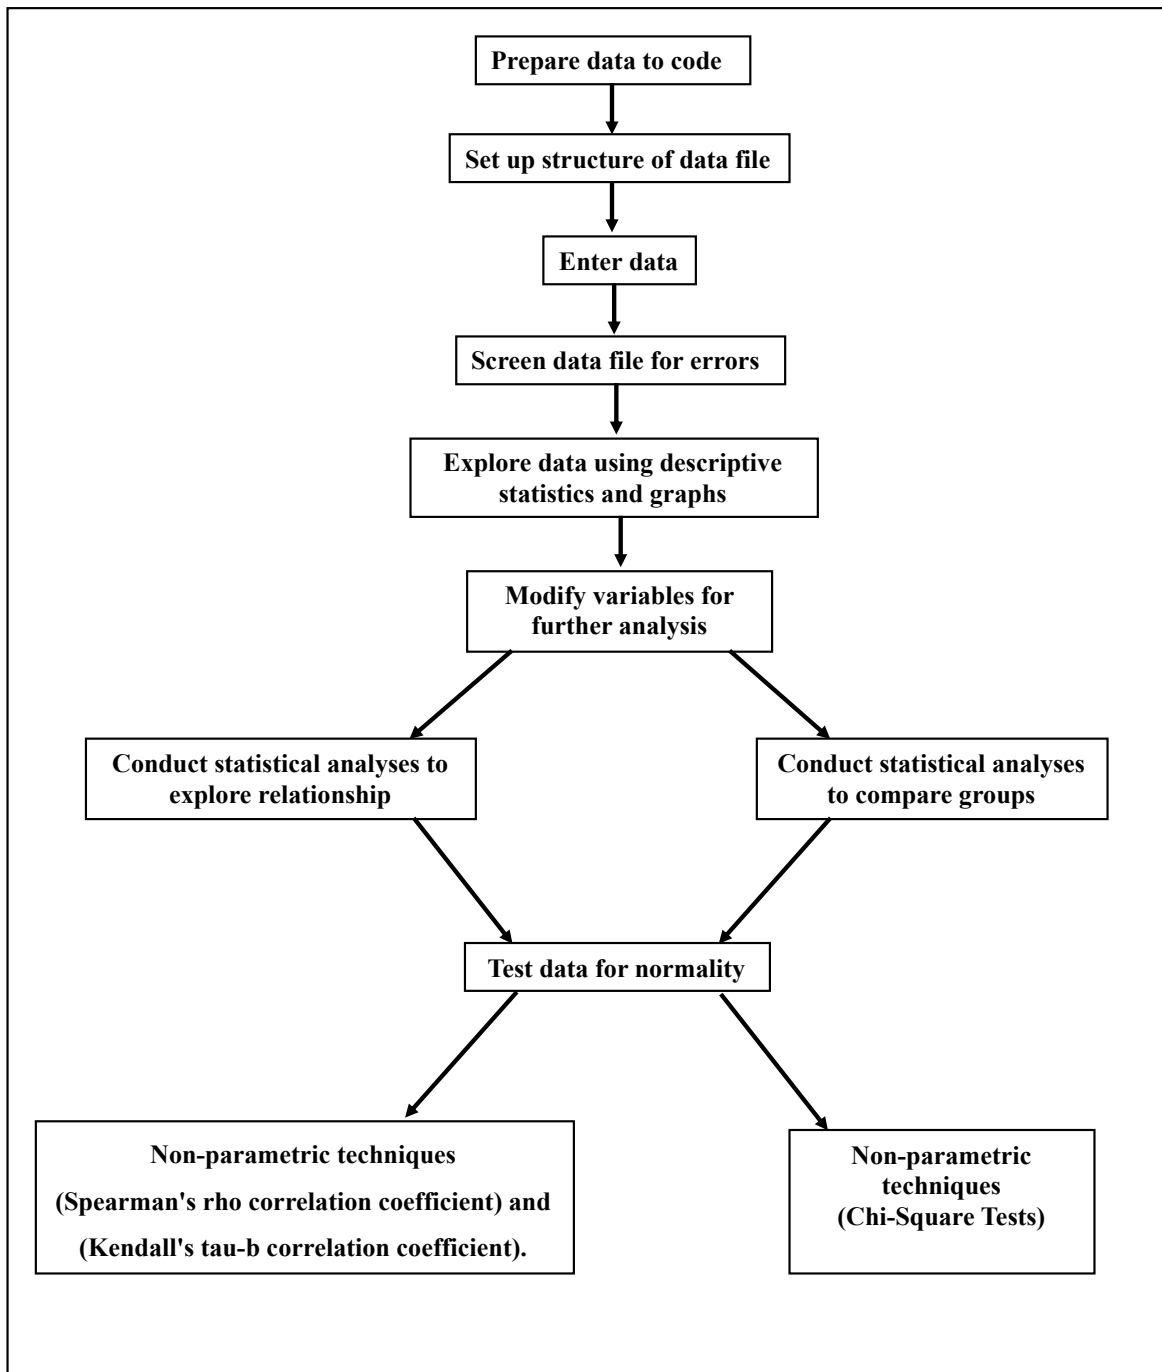 Prepare data to code
Set up structure of data file
Enter data
Screen data file for errors
Explore data using descriptive
statistics and graphs
Modify variables for
further analysis
Conduct statistical analyses to
explore relationship
Conduct statistical analyses
to compare groups
Test data for normality
Non-parametric techniques
(Spearman's rho correlation coefficient) and
(Kendall's tau-b correlation coefficient).
Non-parametric
techniques
(Chi-Square Tests)